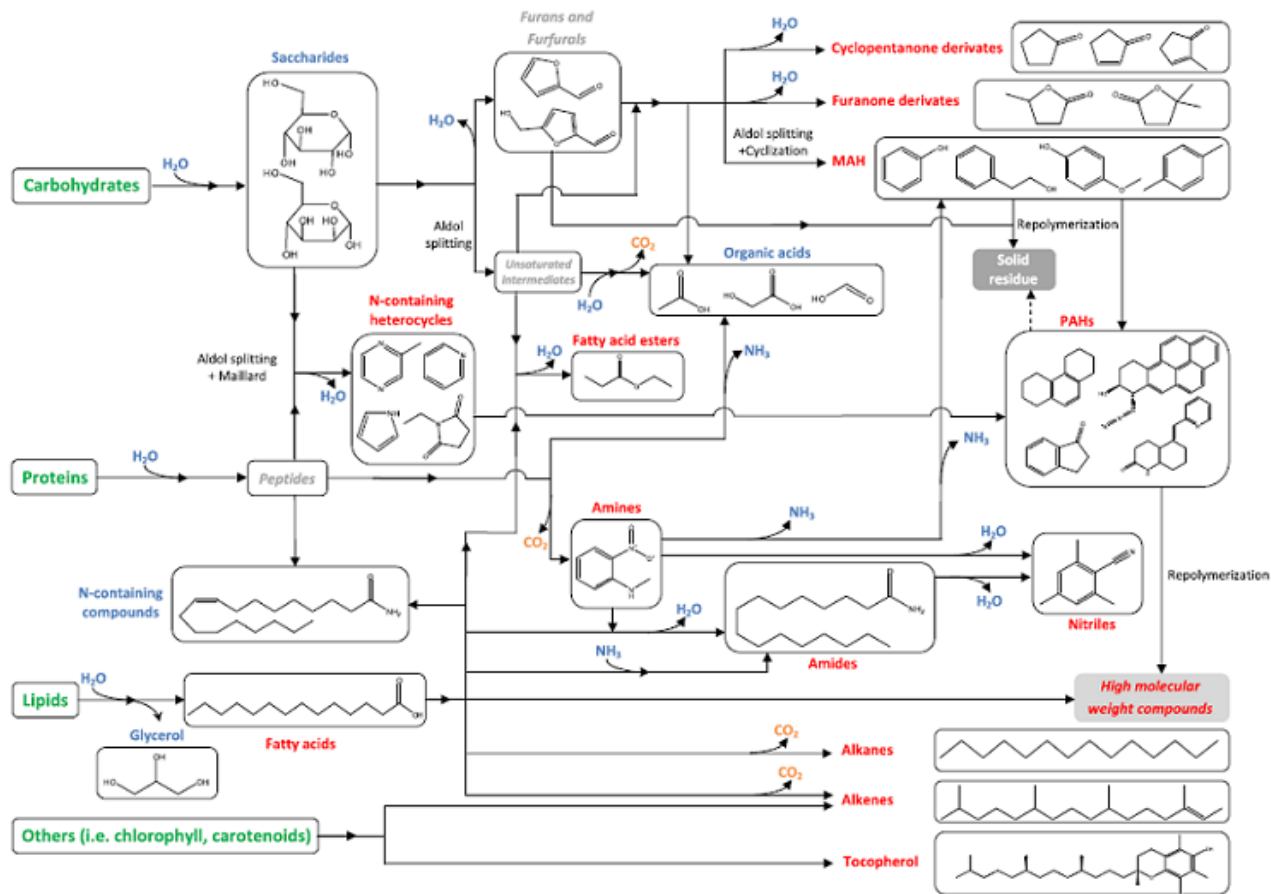 Furans and
Furfurals
H₂O
Cyclopentanone derivates
Saccharides
H₂O
Furanone derivates
H₂O
Aldol splitting
+Cyclization
MAH
H₂O
Carbohydrates
Aldol
splitting
Repolymerization
CO₂
Unsaturated
intermediates
Organic acids
H₂O
Solid
residue
N-containing
heterocycles
PAHs
Aldol splitting
+ Maillard
H₂O
H₂O
Fatty acid esters
NH₃
NH₃
H₂O
Proteins
Peptides
Amines
NH₃
CO₂
H₂O
Repolymerization
N-containing
compounds
H₂O
H₂O
Nitriles
NH₃
Amides
H₂O
Lipids
High molecular
weight compounds
Glycerol
Fatty acids
CO₂
Alkanes
CO₂
Alkenes
Others (i.e. chlorophyll, carotenoids)
Tocopherol